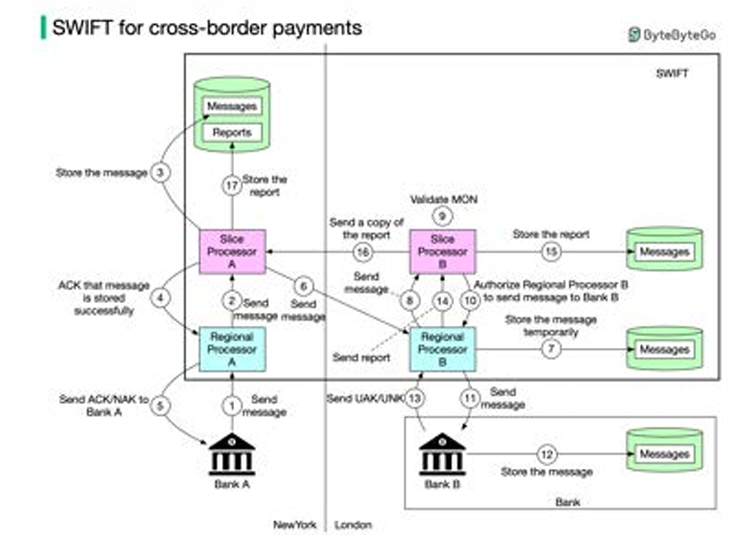 SWIFT for cross-border payments
ByteByteGo
SWIFT
Messages
Reports
Store the message
3
17
Store the
report
Validate MON
9
Send a copy of
the report
16
Store the report
15
Messages
Slice
Processor
A
Slice
Processor
B
ACK that message
is stored
successfully
4
2
Send
message
6
Send
message
Send
message
8
14
10
Authorize Regional Processor B
to send message to Bank B
Store the message
temporarily
7
Messages
Regional
Processor
A
Regional
Processor
B
Send report
Send ACK/NAK to
Bank A
5
1
Send
message
Send UAK/UNK
13
11
Send
message
12
Store the message
Messages
Bank A
Bank B
Bank
NewYork
London